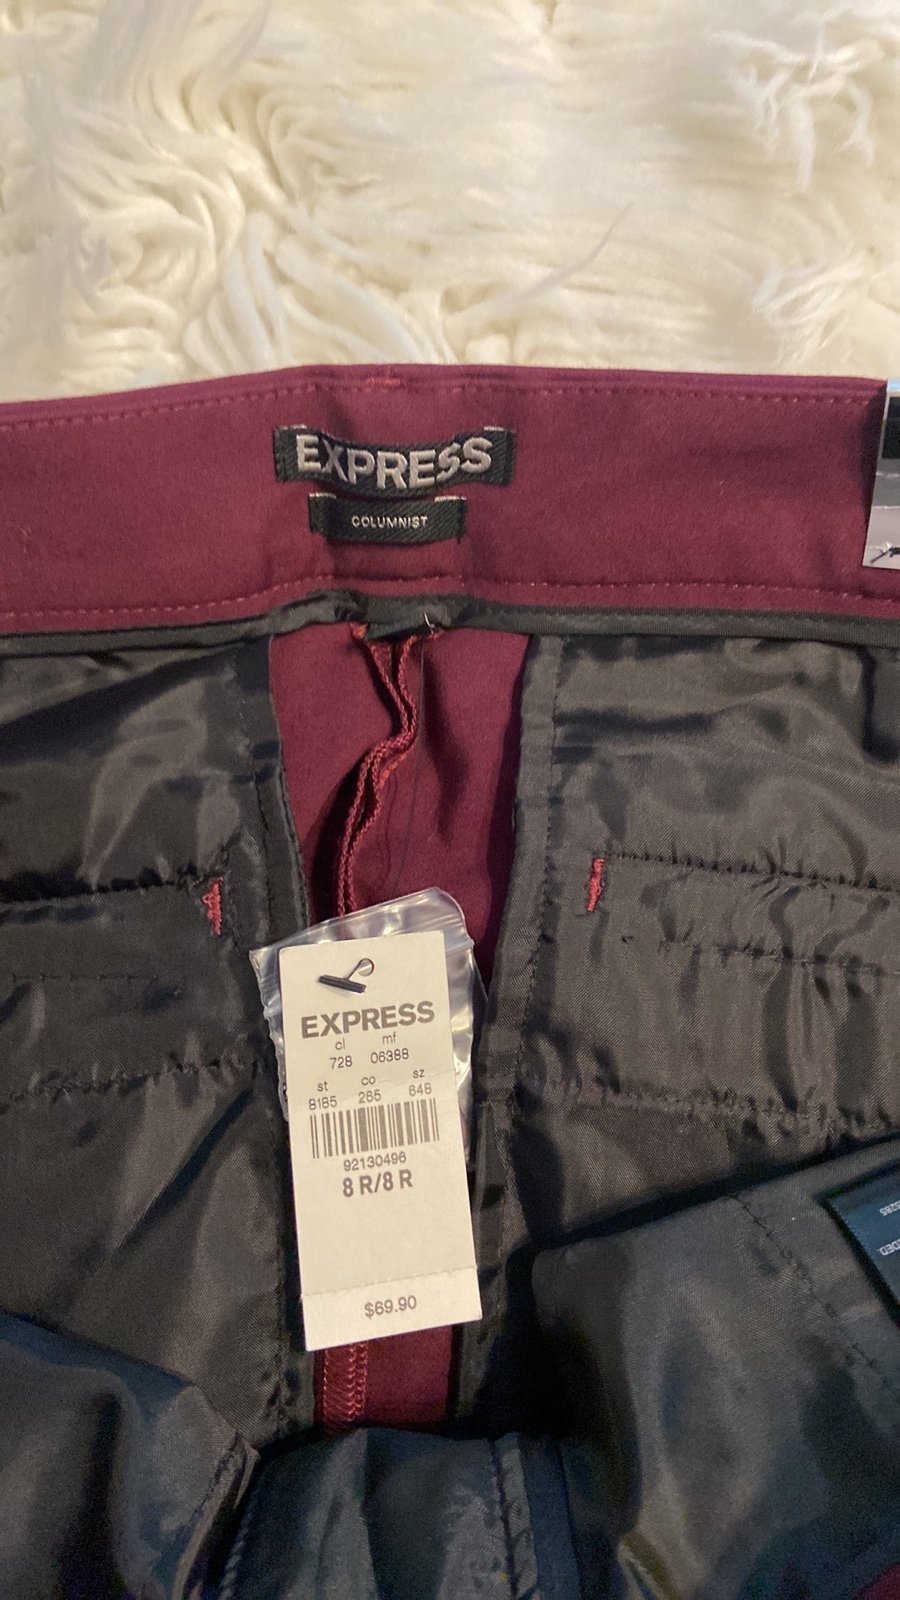 EXPRESS
COLUMNIST
EXPRESS
cl mf
728 06388
st co sz
8185 265 648
92130496
8 R/8 R
$69.90